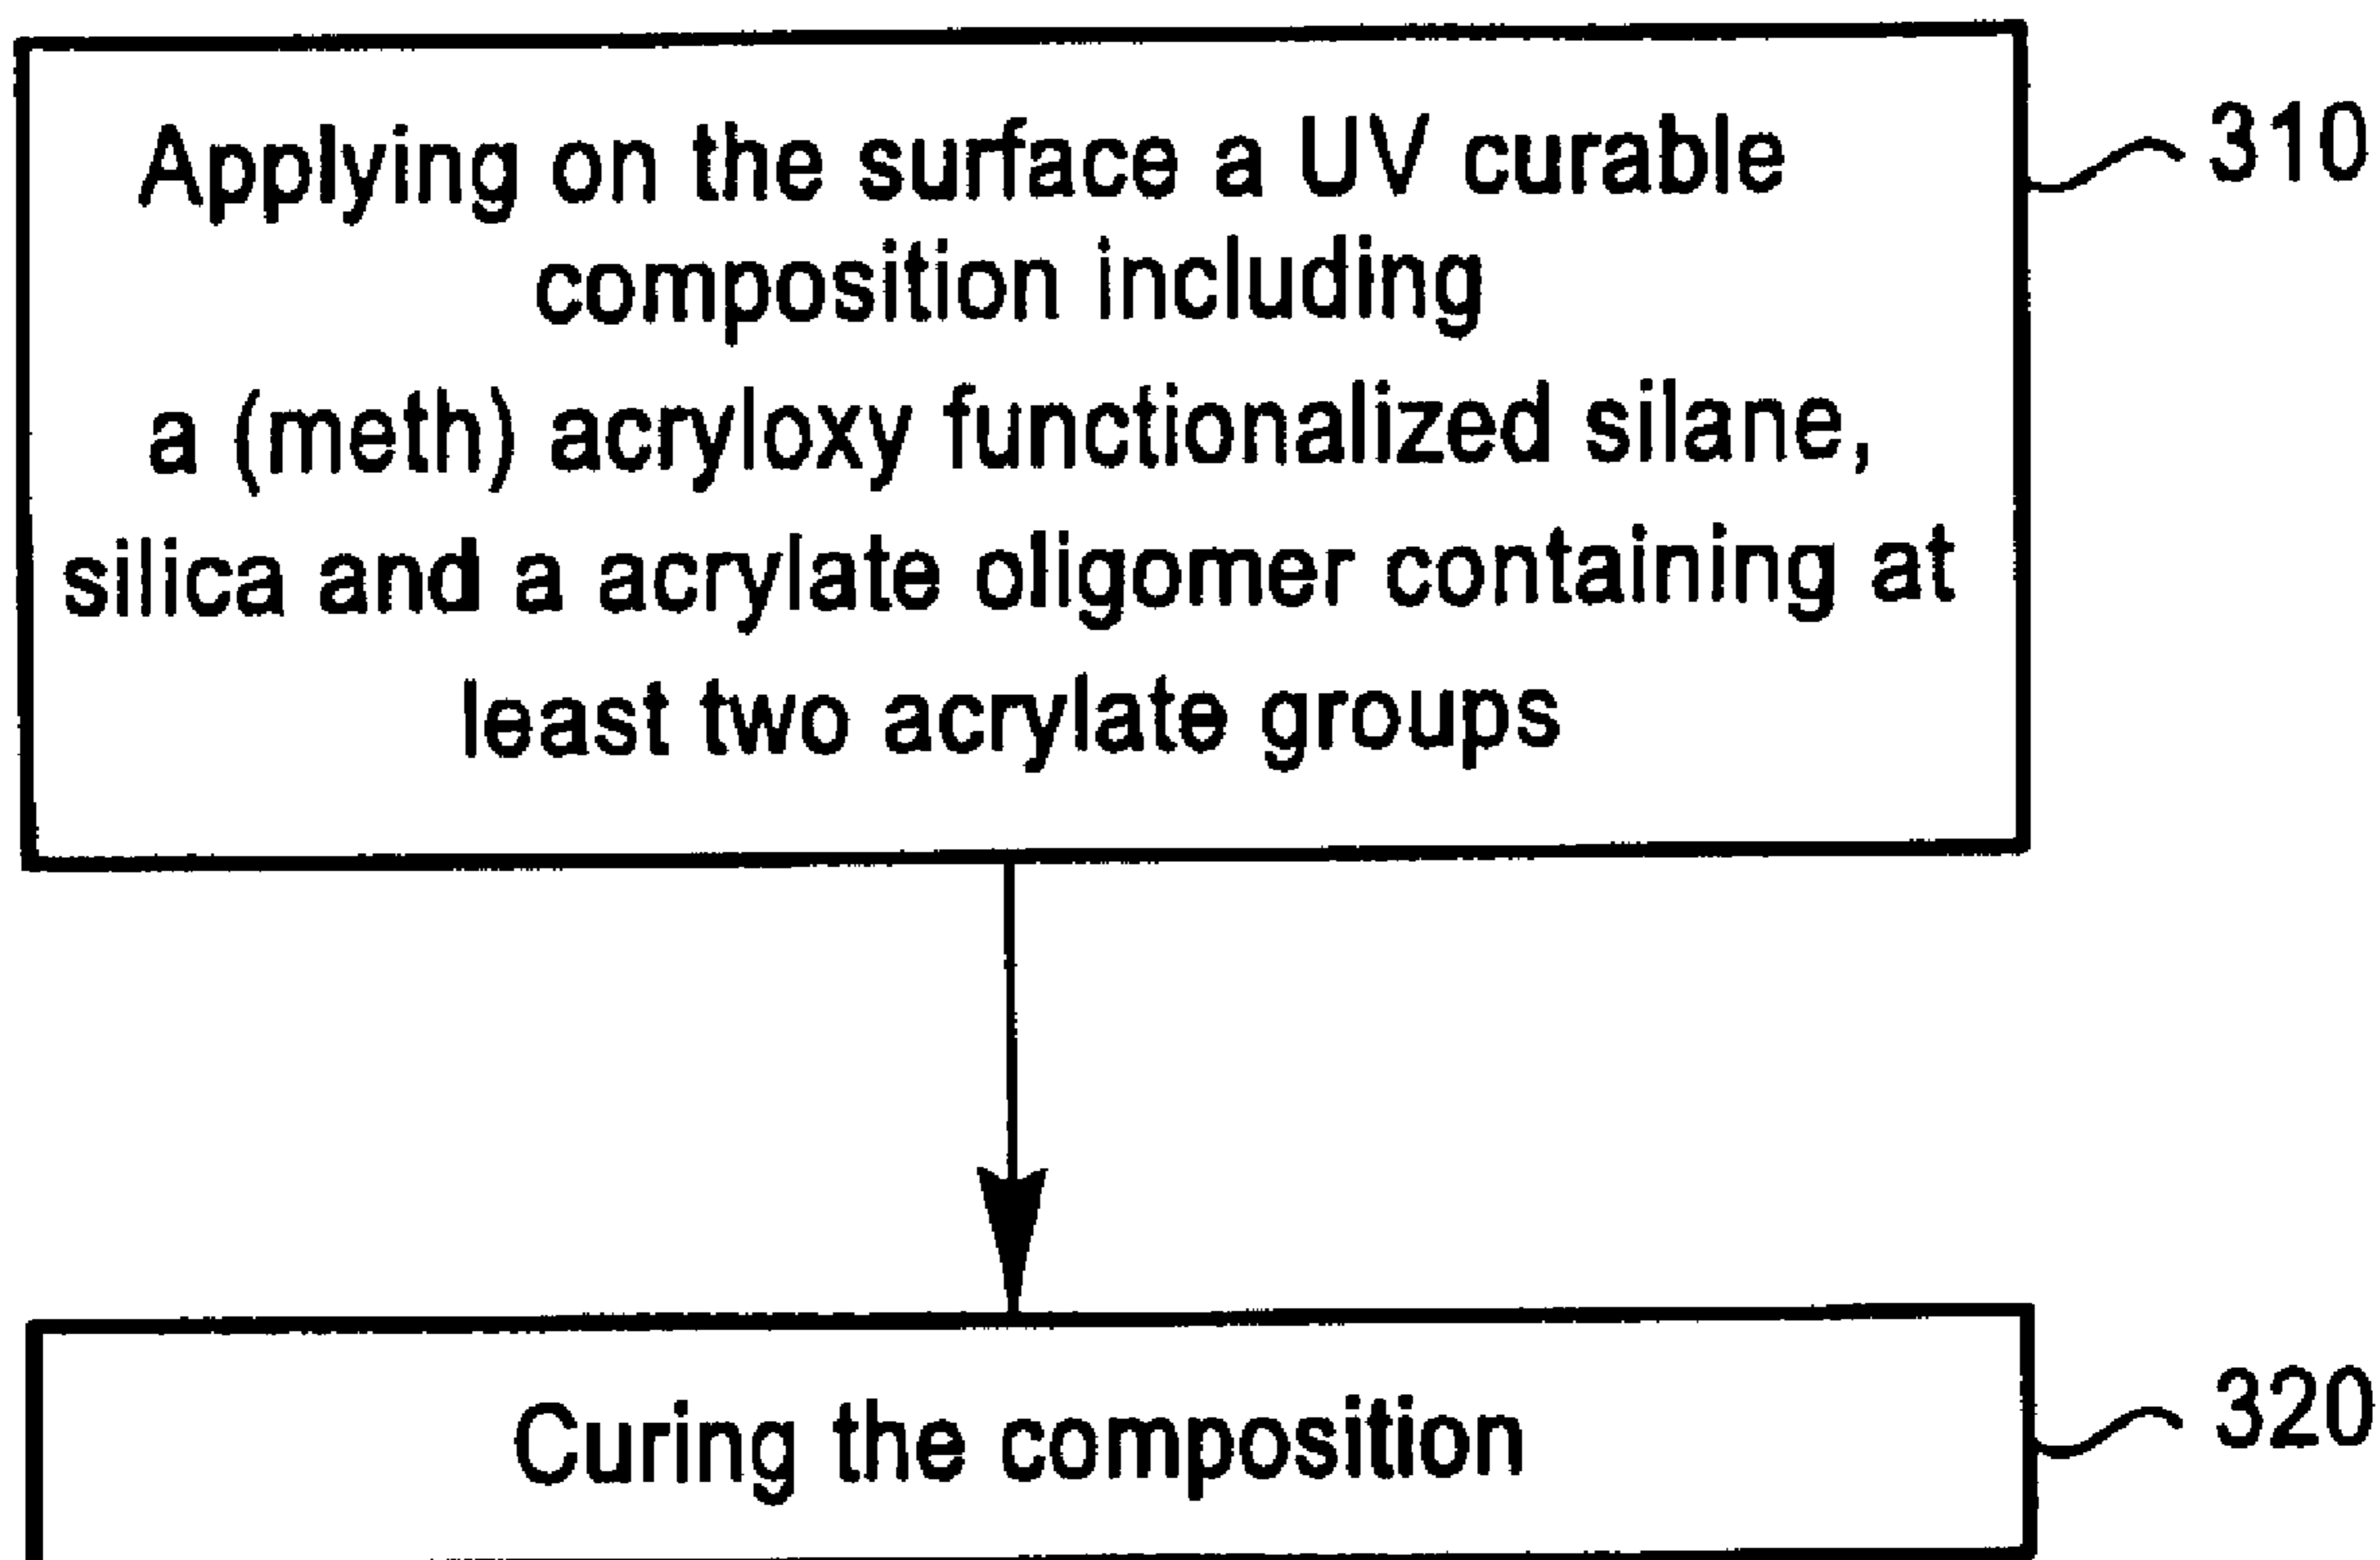 Applying on the surface a UV curable
composition including
a (meth) acryloxy functionalized silane,
silica and a acrylate oligomer containing at
least two acrylate groups
310
Curing the composition
320